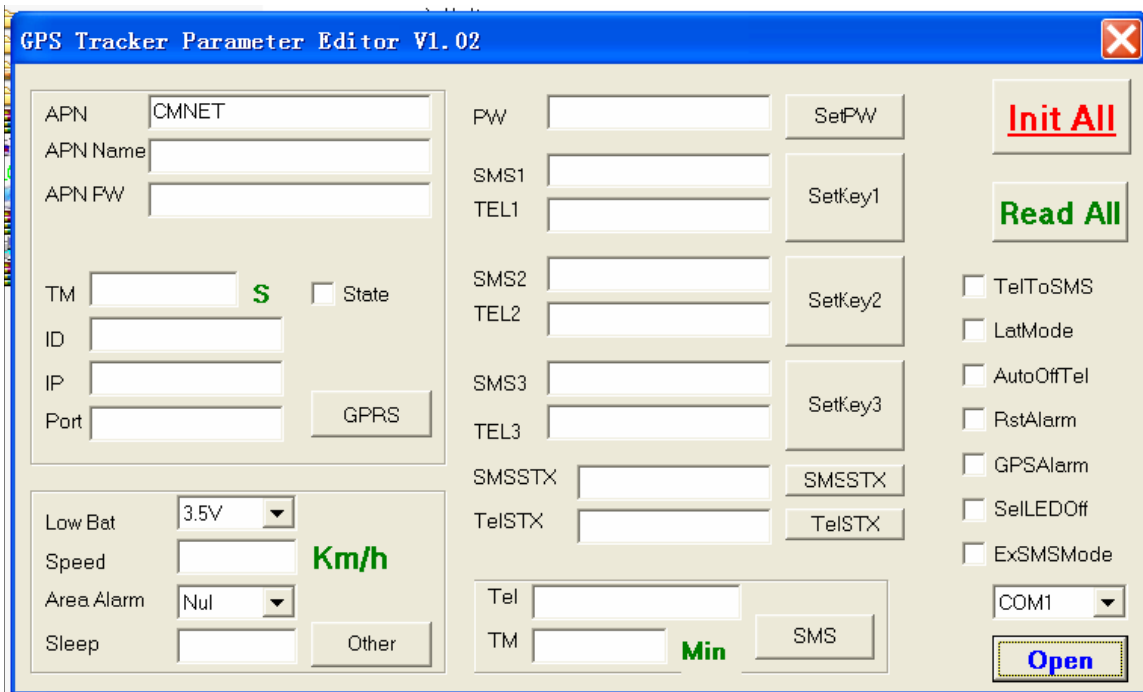 GPS Tracker Parameter Editor V1.02
APN CMNET
APN Name
APN PW
TM S State
ID
IP
Port GPRS
Low Bat 3.5V
Speed Km/h
Area Alarm Nul
Sleep Other
PW SetPW
SMS1
TEL1 SetKey1
SMS2
TEL2 SetKey2
SMS3
TEL3 SetKey3
SMSSTX SMSSTX
TelSTX TelSTX
Tel
TM Min SMS
Init All
Read All
TelToSMS
LatMode
AutoOffTel
RstAlarm
GPSAlarm
SelLEDOff
ExSMSMode
COM1
Open